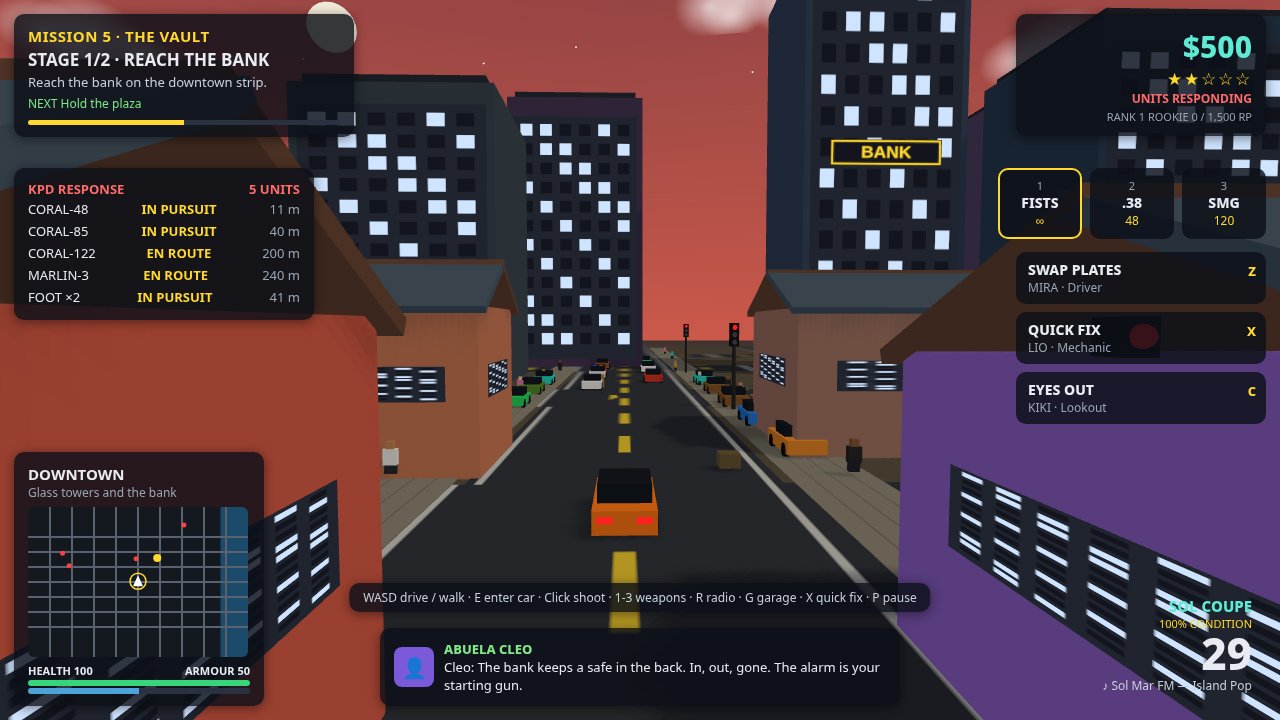 MISSION 5 · THE VAULT
STAGE 1/2 · REACH THE BANK
Reach the bank on the downtown strip.
NEXT Hold the plaza
KPD RESPONSE 5 UNITS
CORAL-48 IN PURSUIT 11 m
CORAL-85 IN PURSUIT 40 m
CORAL-122 EN ROUTE 200 m
MARLIN-3 EN ROUTE 240 m
FOOT ×2 IN PURSUIT 41 m
BANK
$500
★★☆☆☆
UNITS RESPONDING
RANK 1 ROOKIE 0 / 1,500 RP
1 2 3
FISTS .38 SMG
∞ 48 120
SWAP PLATES Z
MIRA · Driver
QUICK FIX X
LIO · Mechanic
EYES OUT C
KIKI · Lookout
DOWNTOWN
Glass towers and the bank
HEALTH 100 ARMOUR 50
WASD drive / walk · E enter car · Click shoot · 1-3 weapons · R radio · G garage · X quick fix · P pause
ABUELA CLEO
Cleo: The bank keeps a safe in the back. In, out, gone. The alarm is your
starting gun.
SOL COUPE
100% CONDITION
29
♪ Sol Mar FM — Island Pop